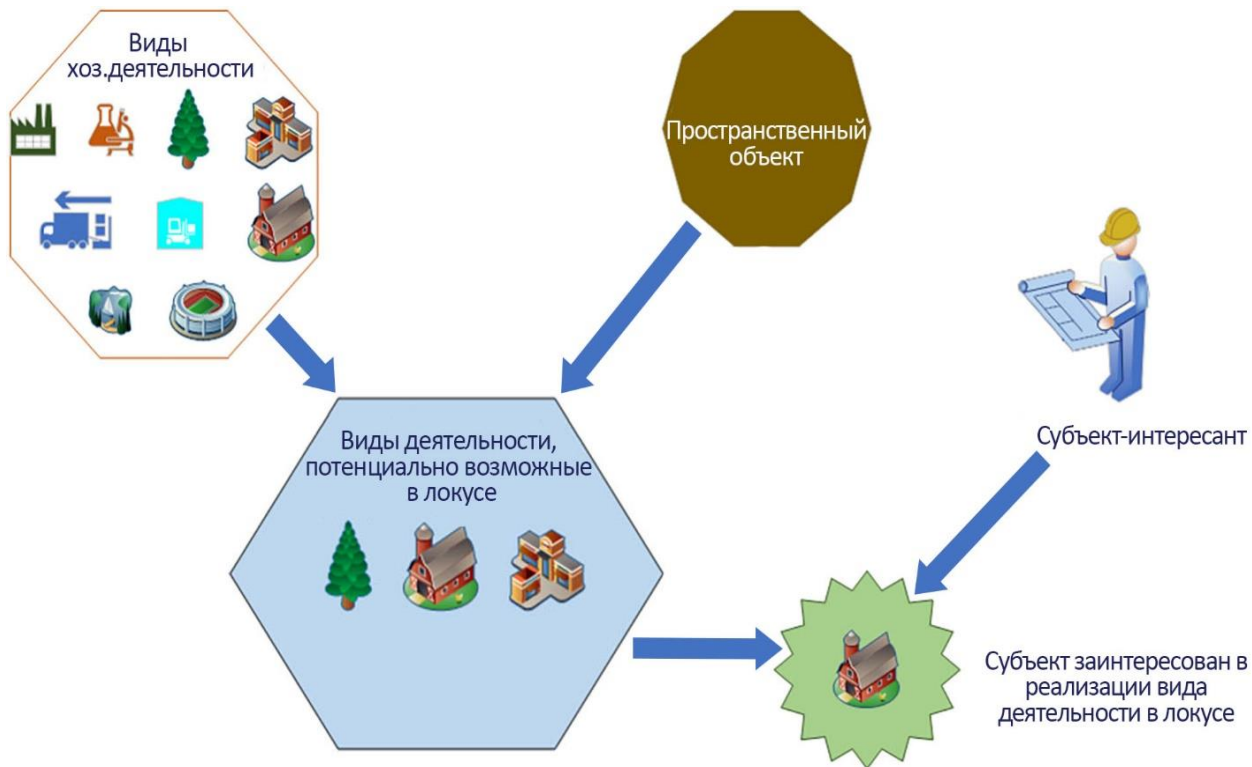 Виды
хоз.деятельности
Пространственный
объект
Субъект-интересант
Виды деятельности,
потенциально возможные
в локусе
Субъект заинтересован в
реализации вида
деятельности в локусе